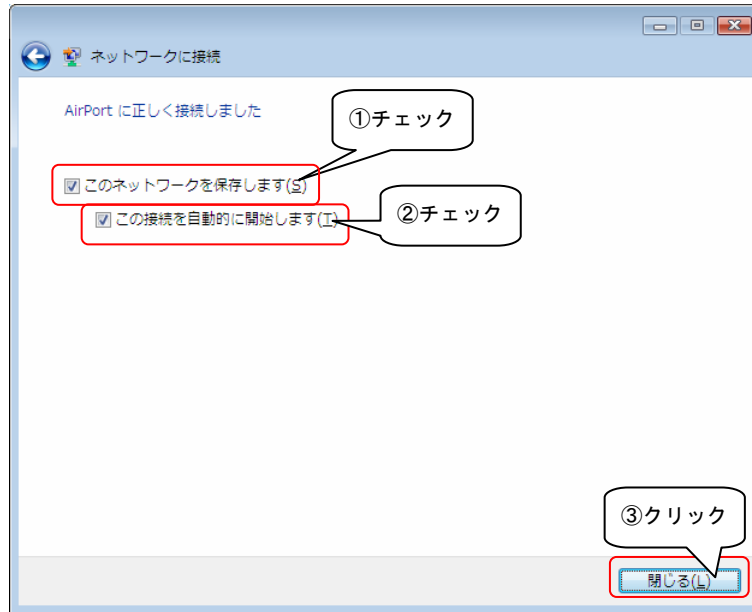 ネットワークに接続
AirPort に正しく接続しました
①チェック
このネットワークを保存します(S)
この接続を自動的に開始します(T)
②チェック
③クリック
閉じる(L)